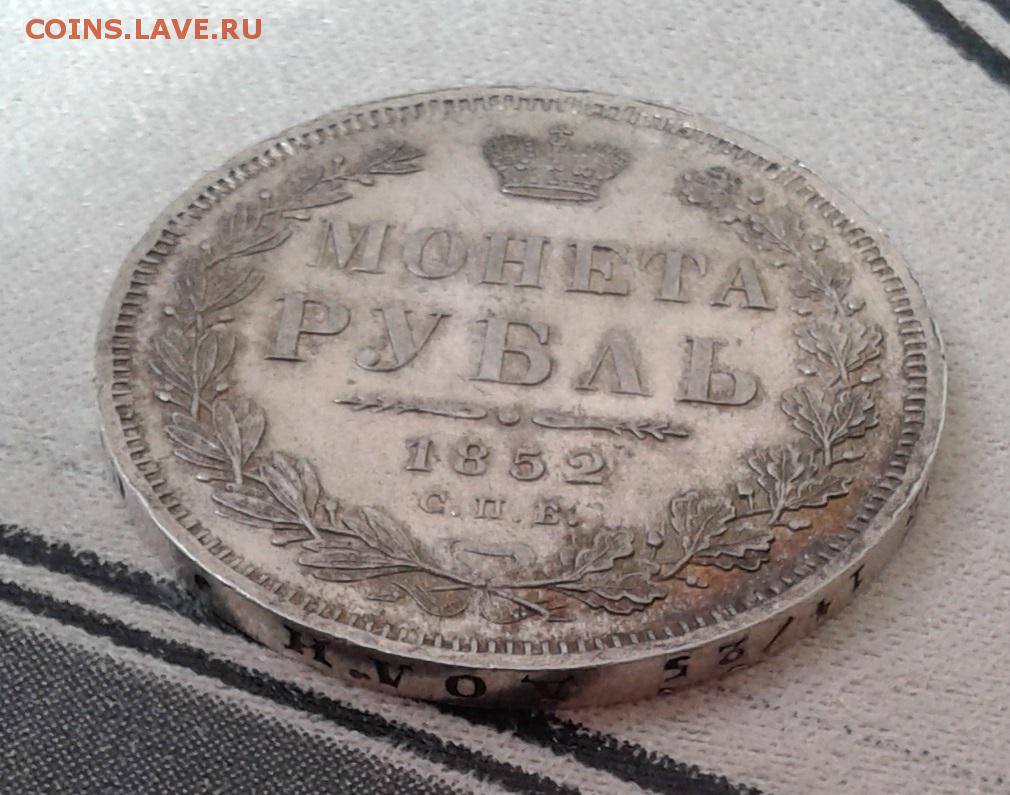 COINS.LAVE.RU
МОНЕТА
РУБЛЬ
1852
С.П.Б.